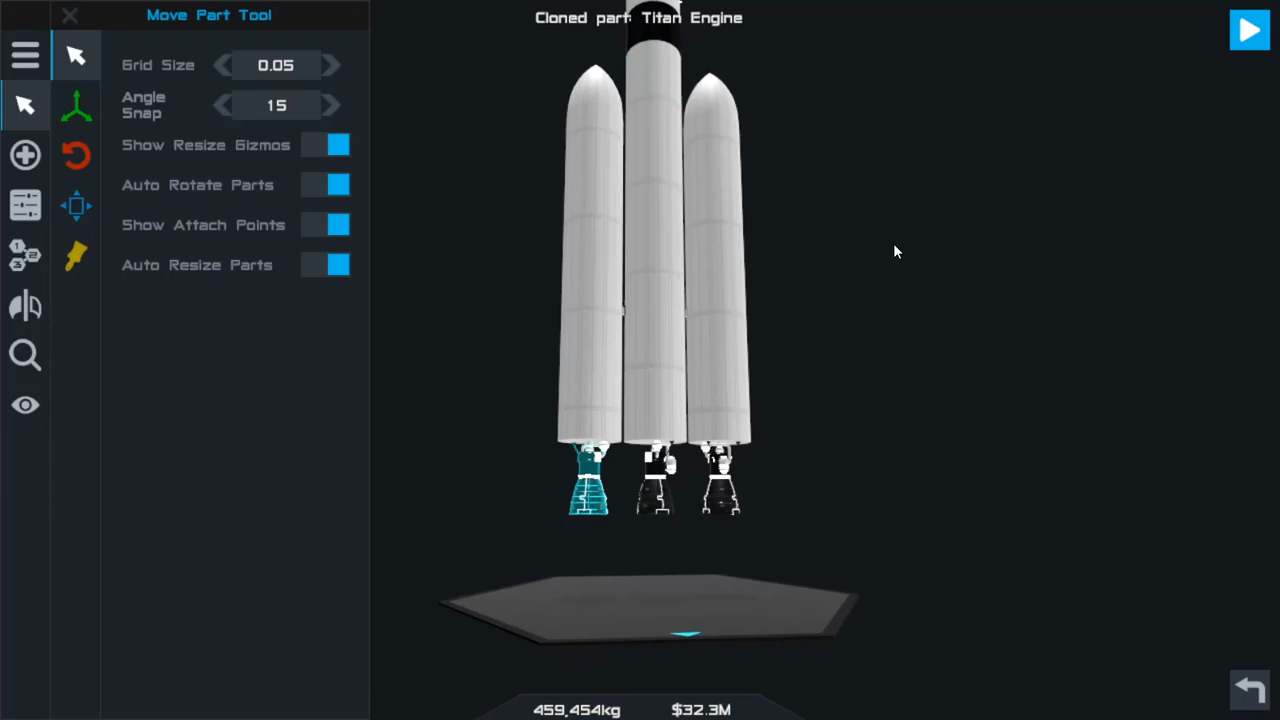 Move Part Tool
Cloned part: Titan Engine
Grid Size 0.05
Angle Snap 15
Show Resize Gizmos
Auto Rotate Parts
Show Attach Points
Auto Resize Parts
459,454kg $32.3M